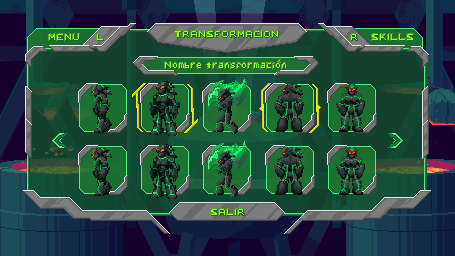 MENU L
TRANSFORMACION
R SKILLS
Nombre transformación
SALIR